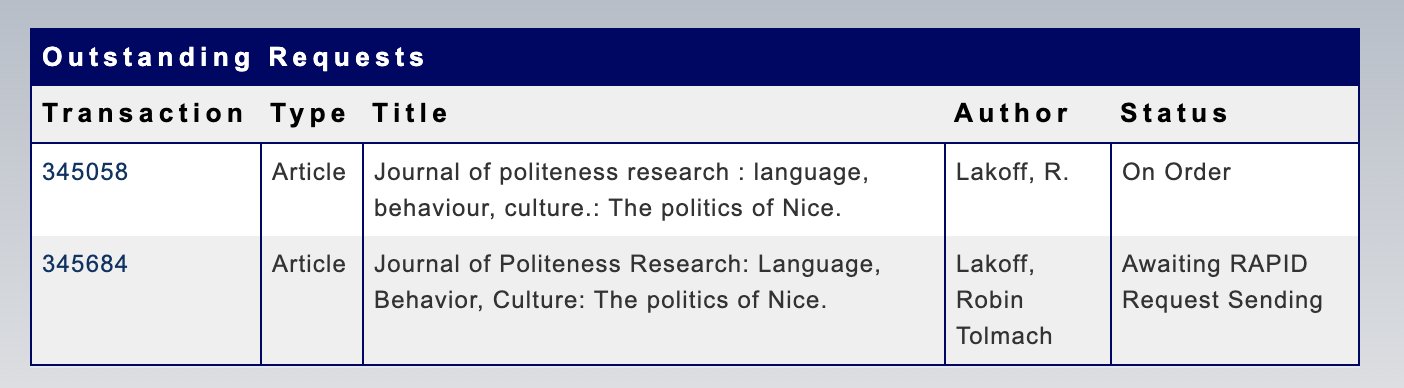 Outstanding Requests
Transaction Type Title Author Status
345058 Article Journal of politeness research : language, Lakoff, R. On Order
behaviour, culture.: The politics of Nice.
345684 Article Journal of Politeness Research: Language, Lakoff, Awaiting RAPID
Behavior, Culture: The politics of Nice. Robin Request Sending
Tolmach